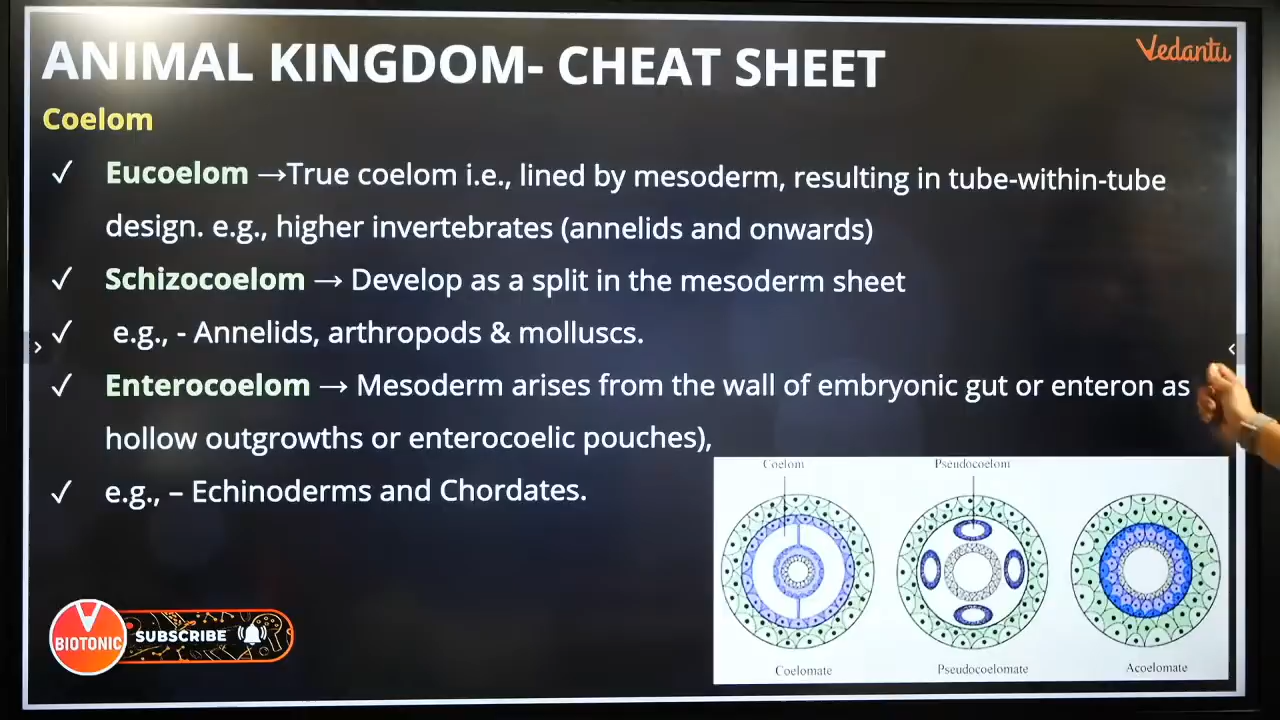 ANIMAL KINGDOM- CHEAT SHEET
Vedantu
Coelom
✓ Eucoelom →True coelom i.e., lined by mesoderm, resulting in tube-within-tube
design. e.g., higher invertebrates (annelids and onwards)
✓ Schizocoelom → Develop as a split in the mesoderm sheet
✓ e.g., - Annelids, arthropods & molluscs.
✓ Enterocoelom → Mesoderm arises from the wall of embryonic gut or enteron as
hollow outgrowths or enterocoelic pouches),
✓ e.g., – Echinoderms and Chordates.
Coelom Pseudocoelom
Coelomate Pseudocoelomate Acoelomate
V
BIOTONIC
SUBSCRIBE